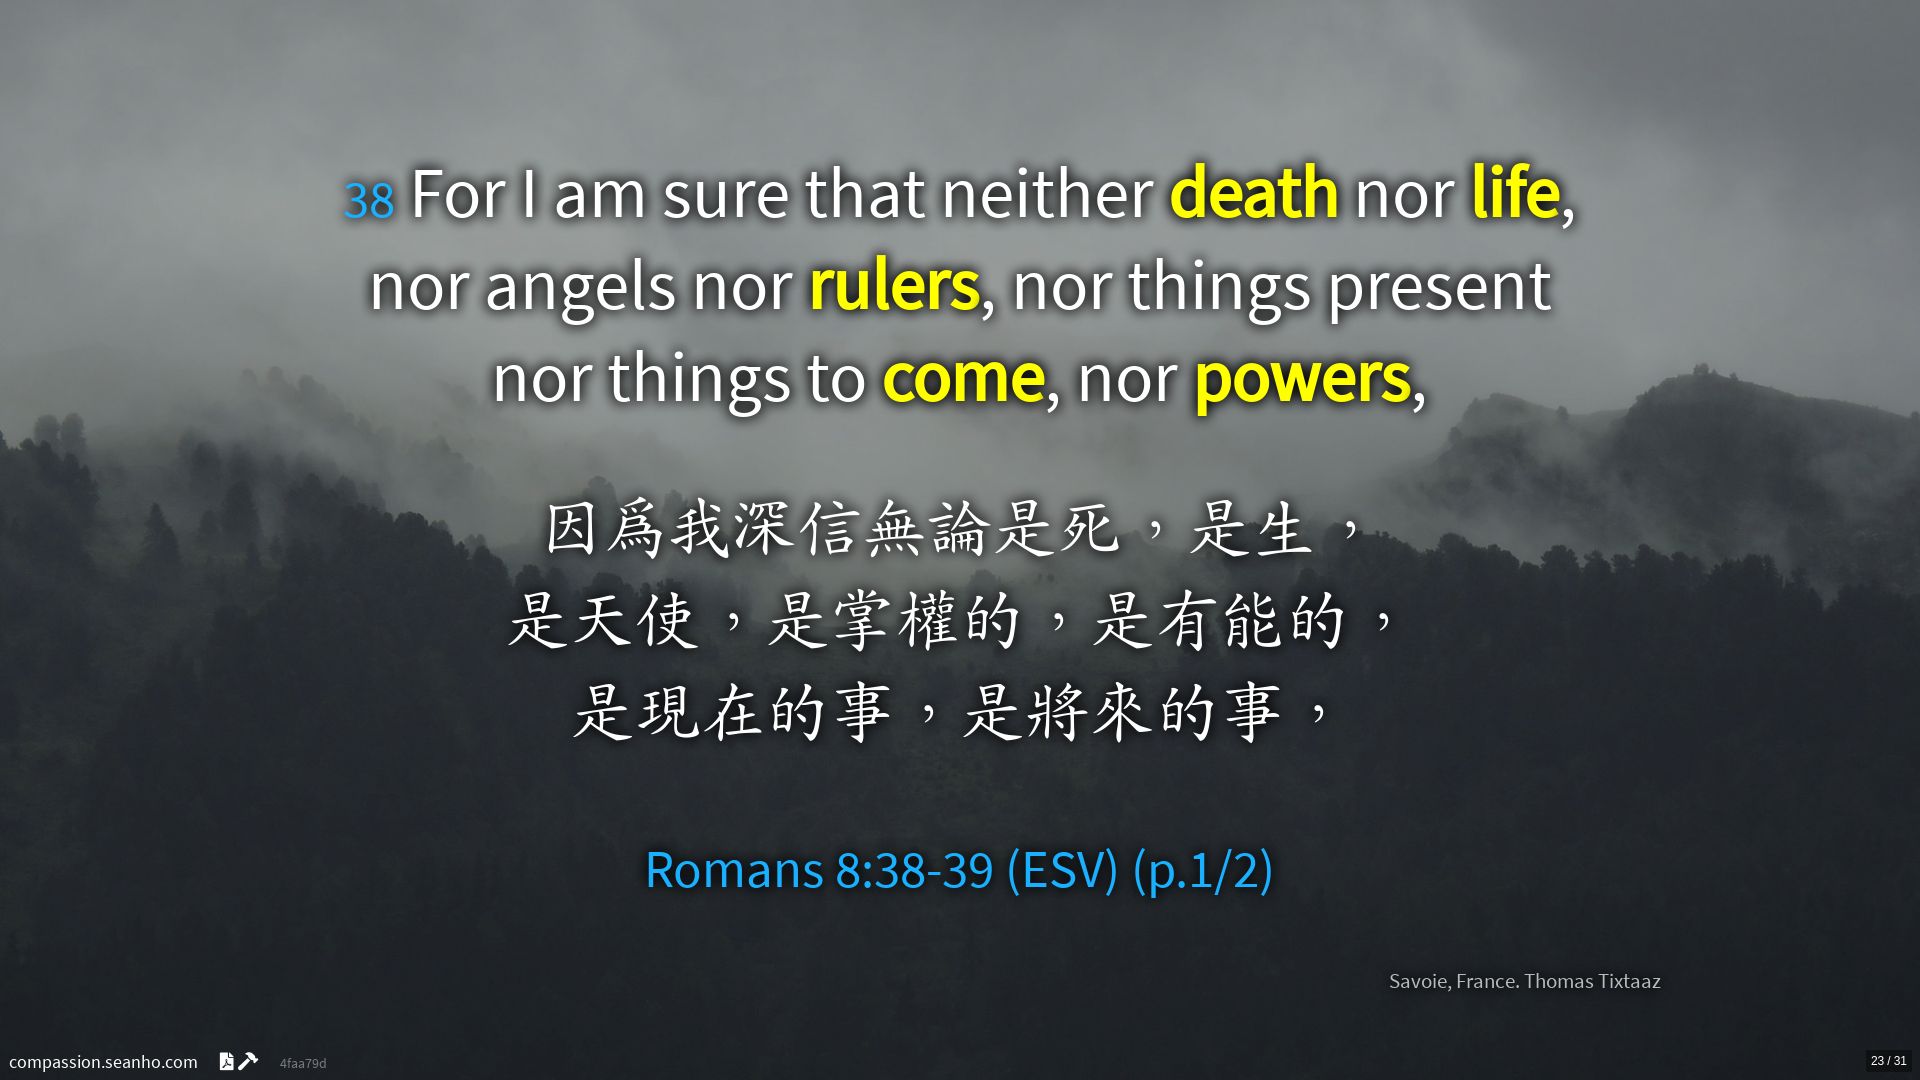 38 For I am sure that neither death nor life,
nor angels nor rulers, nor things present
nor things to come, nor powers,
因爲我深信無論是死，是生，
是天使，是掌權的，是有能的，
是現在的事，是將來的事，
Romans 8:38-39 (ESV) (p.1/2)
Savoie, France. Thomas Tixtaaz
compassion.seanho.com 4faa79d
23 / 31